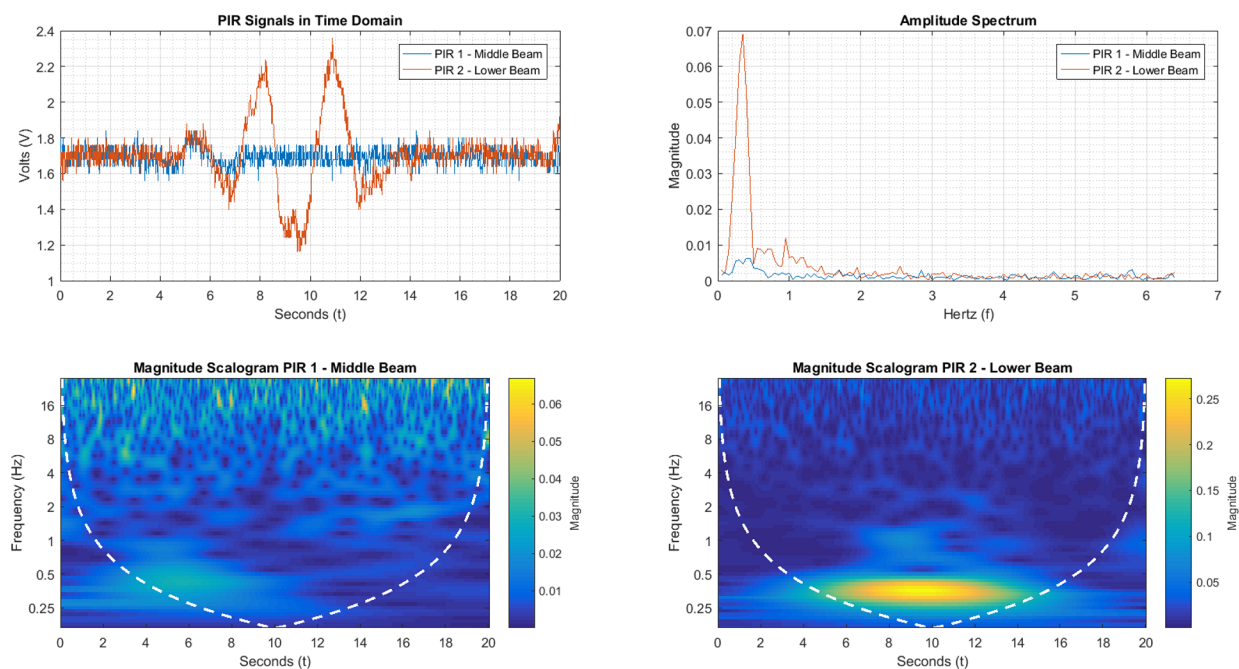 PIR Signals in Time Domain
2.4
2.2
2
1.8
1.6
1.4
1.2
1
Volts (V)
PIR 1 - Middle Beam
PIR 2 - Lower Beam
0 2 4 6 8 10 12 14 16 18 20
Seconds (t)
Amplitude Spectrum
0.07
0.06
0.05
0.04
0.03
0.02
0.01
0
Magnitude
PIR 1 - Middle Beam
PIR 2 - Lower Beam
0 1 2 3 4 5 6 7
Hertz (f)
Magnitude Scalogram PIR 1 - Middle Beam
16
8
4
2
1
0.5
0.25
Frequency (Hz)
0 2 4 6 8 10 12 14 16 18 20
Seconds (t)
0.06
0.05
0.04
0.03
0.02
0.01
Magnitude
Magnitude Scalogram PIR 2 - Lower Beam
16
8
4
2
1
0.5
0.25
Frequency (Hz)
0 2 4 6 8 10 12 14 16 18 20
Seconds (t)
0.25
0.2
0.15
0.1
0.05
Magnitude